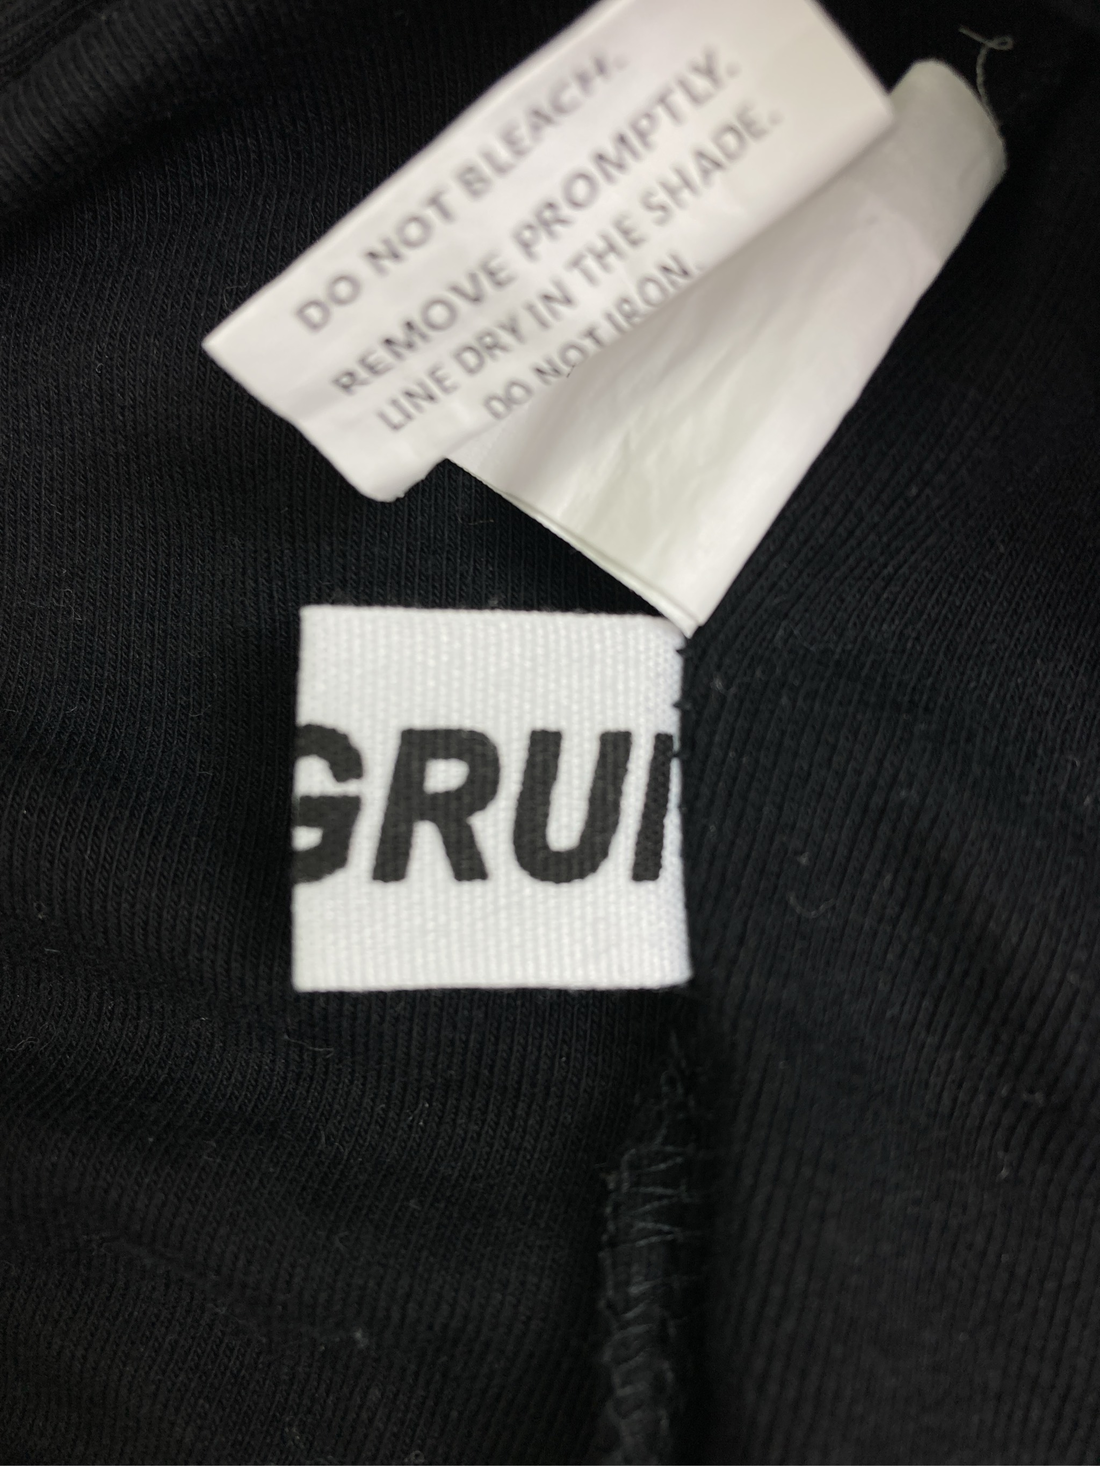 DO NOT BLEACH.
REMOVE PROMPTLY.
LINE DRY IN THE SHADE.
DO NOT IRON.
GRU